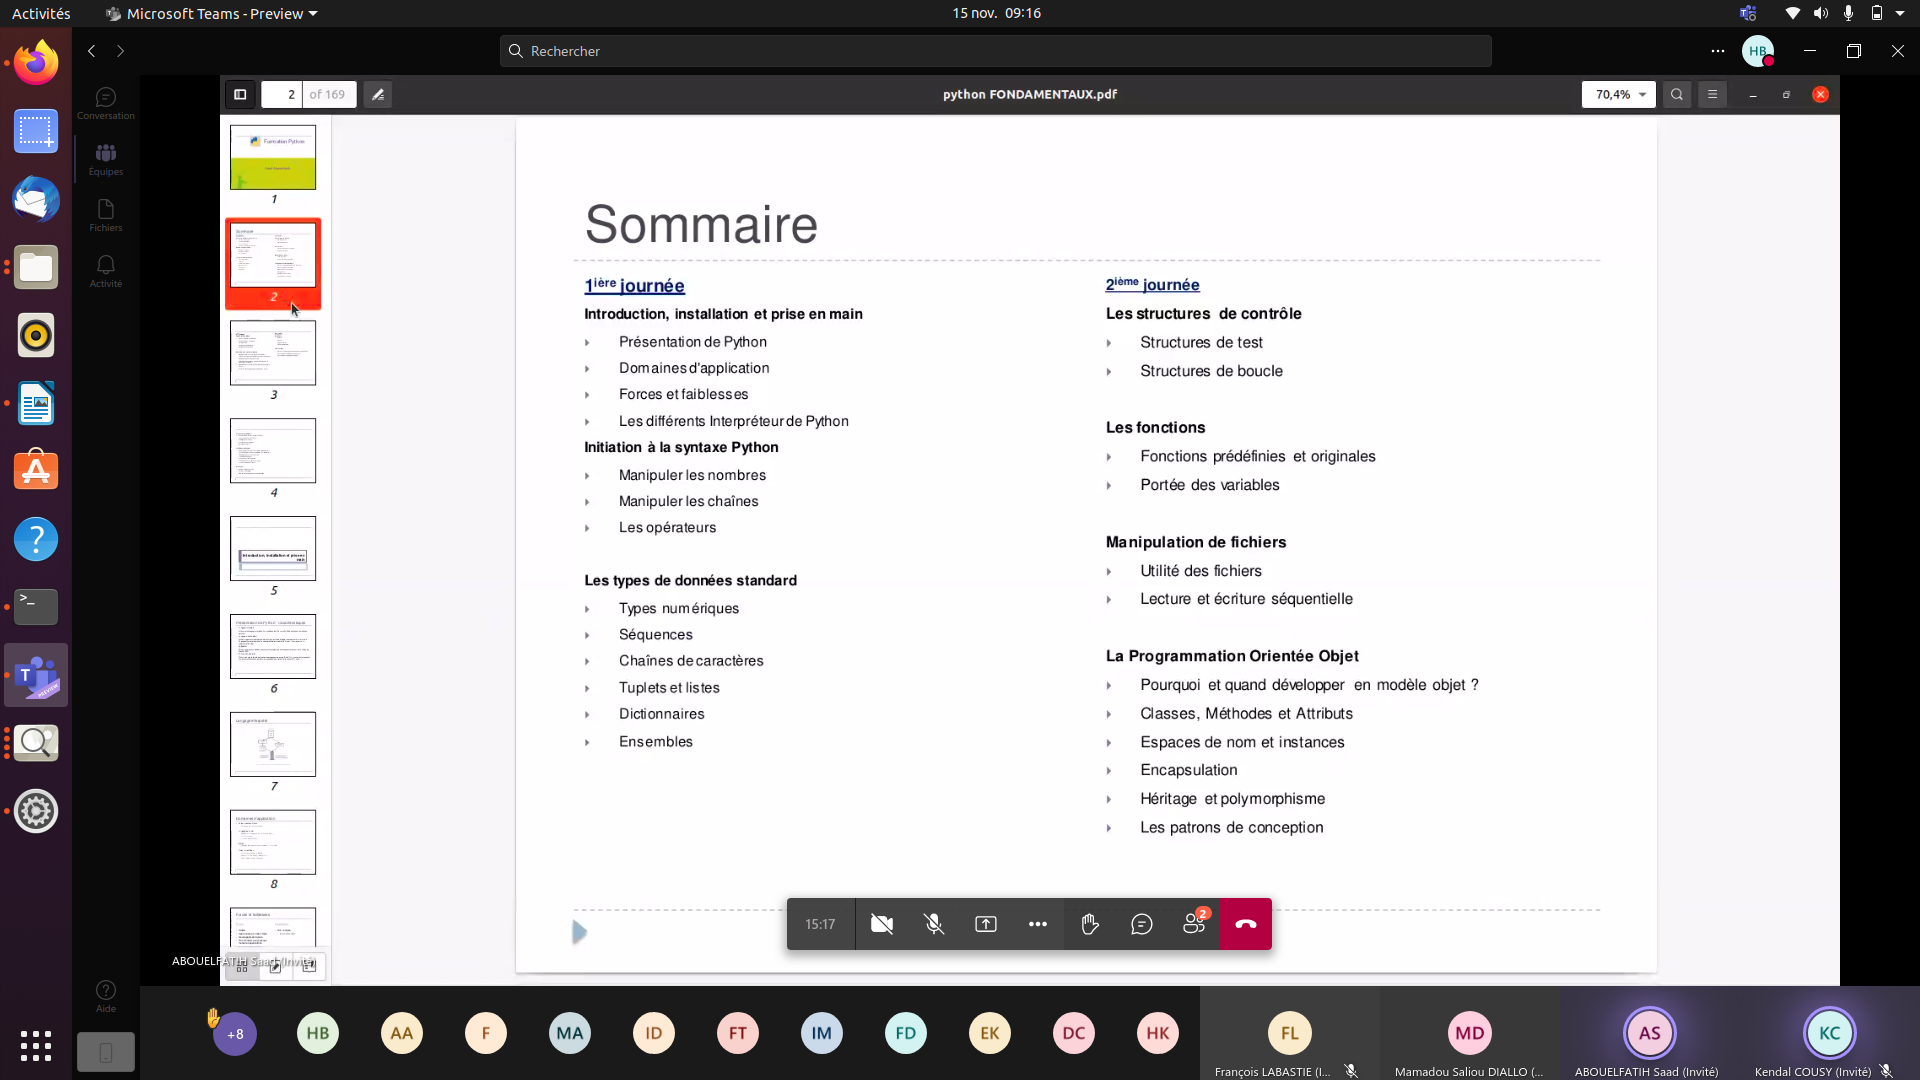 Activités
Microsoft Teams - Preview
15 nov. 09:16
Rechercher
HB
Conversation
Équipes
Fichiers
Activité
Aide
2 of 169
python FONDAMENTAUX.pdf
70,4%
Formation Python
1
2
3
4
5
6
7
8
Sommaire
1ière journée
Introduction, installation et prise en main
Présentation de Python
Domaines d'application
Forces et faiblesses
Les différents Interpréteur de Python
Initiation à la syntaxe Python
Manipuler les nombres
Manipuler les chaînes
Les opérateurs
Les types de données standard
Types numériques
Séquences
Chaînes de caractères
Tuplets et listes
Dictionnaires
Ensembles
2ième journée
Les structures de contrôle
Structures de test
Structures de boucle
Les fonctions
Fonctions prédéfinies et originales
Portée des variables
Manipulation de fichiers
Utilité des fichiers
Lecture et écriture séquentielle
La Programmation Orientée Objet
Pourquoi et quand développer en modèle objet ?
Classes, Méthodes et Attributs
Espaces de nom et instances
Encapsulation
Héritage et polymorphisme
Les patrons de conception
15:17
2
ABOUELFATIH Saad (Invité)
+8
HB
AA
F
MA
ID
FT
IM
FD
EK
DC
HK
FL
MD
AS
KC
François LABASTIE (I...
Mamadou Saliou DIALLO (...
ABOUELFATIH Saad (Invité)
Kendal COUSY (Invité)